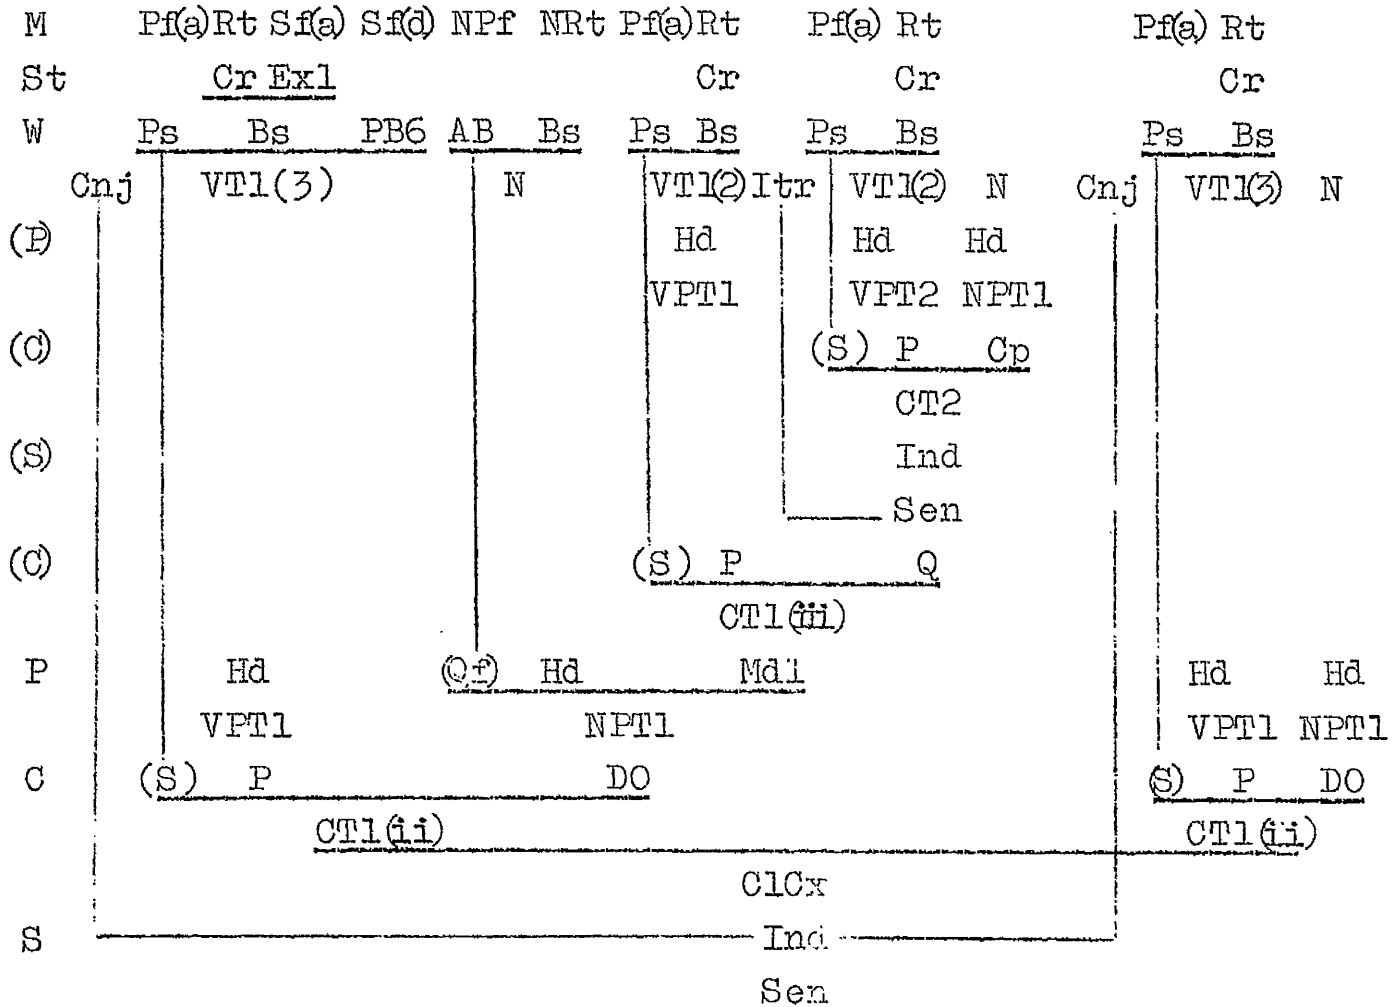 M Pf(a) Rt Sf(a) Sf(d) NPf NRt Pf(a) Rt Pf(a) Rt Pf(a) Rt
St Cr Ex1 Cr Cr Cr
W Ps Bs PB6 AB Bs Ps Bs Ps Bs Ps Bs
Cnj VT1(3) N VT1(2) Itr VT1(2) N Cnj VT1(3) N
(P) Hd Hd Hd
VPT1 VPT2 NPT1
(C) (S) P Cp
CT2
(S) Ind
Sen
(C) (S) P Q
CT1(iii)
P Hd (Qf) Hd Md1 Hd Hd
VPT1 NPT1 VPT1 NPT1
C (S) P DO (S) P DO
CT1(ii) CT1(ii)
ClCx
S Ind
Sen